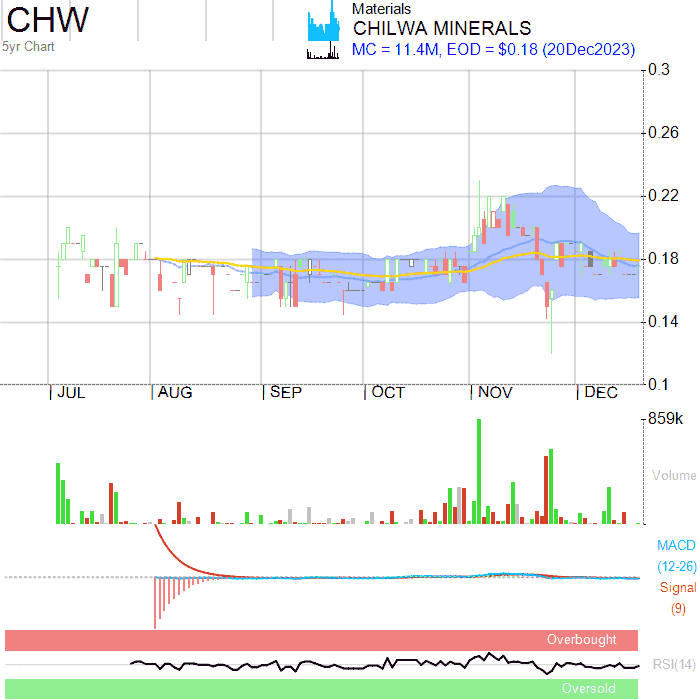 CHW
5yr Chart
Materials
CHILWA MINERALS
MC = 11.4M, EOD = $0.18 (20Dec2023)
0.3
0.26
0.22
0.18
0.14
0.1
JUL AUG SEP OCT NOV DEC
859k
Volume
MACD
(12-26)
Signal
(9)
Overbought
RSI(14)
Oversold